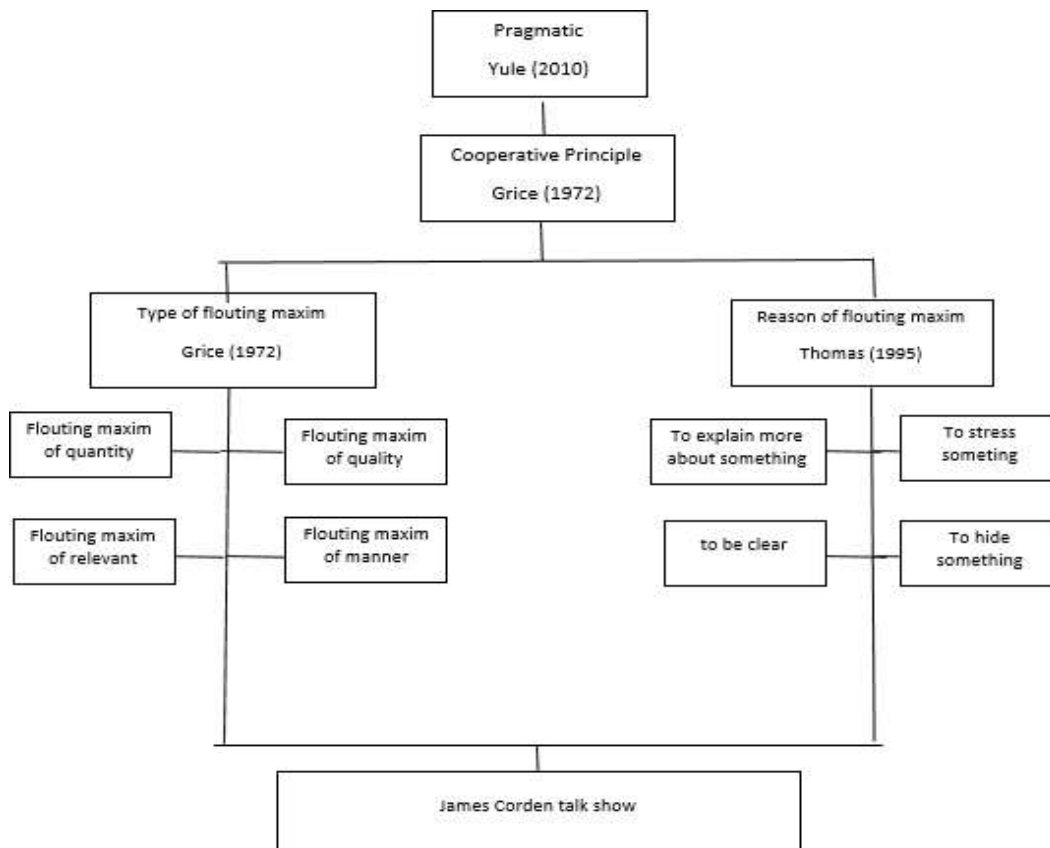 Pragmatic
Yule (2010)
Cooperative Principle
Grice (1972)
Type of flouting maxim
Grice (1972)
Reason of flouting maxim
Thomas (1995)
Flouting maxim
of quantity
Flouting maxim
of quality
To explain more
about something
To stress
someting
Flouting maxim
of relevant
Flouting maxim
of manner
to be clear
To hide
something
James Corden talk show